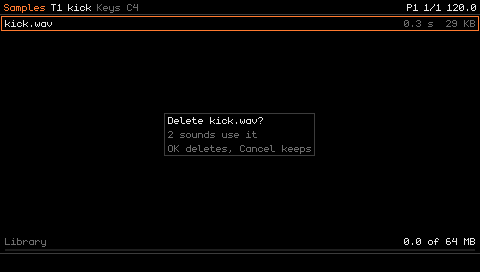 Samples T1 kick Keys C4 P1 1/1 120.0
kick.wav 0.3 s 29 KB
Delete kick.wav?
2 sounds use it
OK deletes, Cancel keeps
Library 0.0 of 64 MB